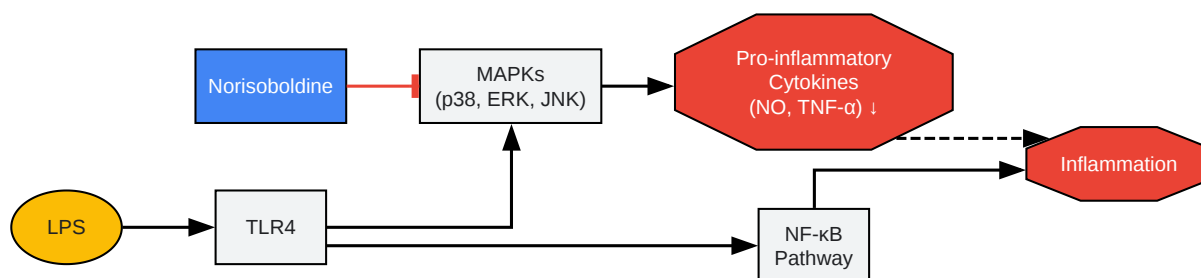 Norisoboldine
MAPKs
(p38, ERK, JNK)
Pro-inflammatory
Cytokines
(NO, TNF-α) ↓
Inflammation
LPS
TLR4
NF-κB
Pathway